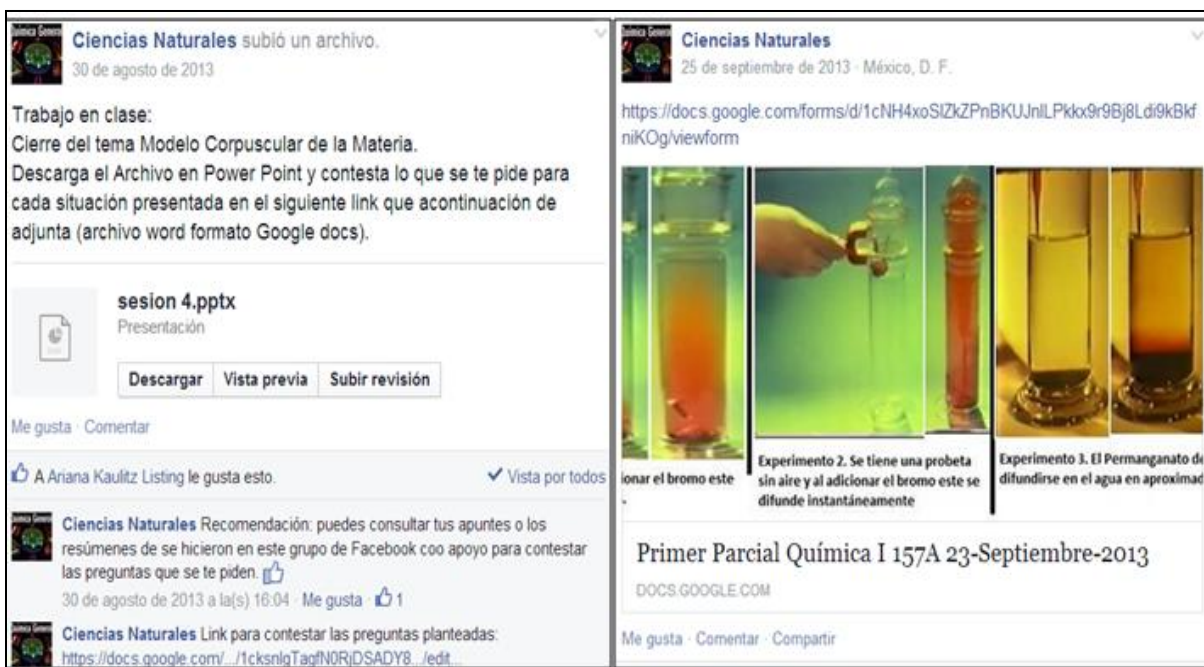 Química General
Ciencias Naturales subió un archivo.
30 de agosto de 2013
Trabajo en clase:
Cierre del tema Modelo Corpuscular de la Materia.
Descarga el Archivo en Power Point y contesta lo que se te pide para
cada situación presentada en el siguiente link que acontinuación de
adjunta (archivo word formato Google docs).
sesion 4.pptx
Presentación
Descargar Vista previa Subir revisión
Me gusta · Comentar
A Ariana Kaulitz Listing le gusta esto. Vista por todos
Ciencias Naturales Recomendación: puedes consultar tus apuntes o los
resúmenes de se hicieron en este grupo de Facebook coo apoyo para contestar
las preguntas que se te piden.
30 de agosto de 2013 a la(s) 16:04 · Me gusta · 1
Ciencias Naturales Link para contestar las preguntas planteadas:
https://docs.google.com/.../1cksnlgTagfN0RjDSADY8.../edit...
Ciencias Naturales
25 de septiembre de 2013 · México, D. F.
https://docs.google.com/forms/d/1cNH4xoSlZkZPnBKUJnlLPkkx9r9Bj8Ldi9kBkf
niKOg/viewform
ionar el bromo este
Experimento 2. Se tiene una probeta
sin aire y al adicionar el bromo este se
difunde instantáneamente
Experimento 3. El Permanganato de
difundirse en el agua en aproximad
Primer Parcial Química I 157A 23-Septiembre-2013
DOCS.GOOGLE.COM
Me gusta · Comentar · Compartir